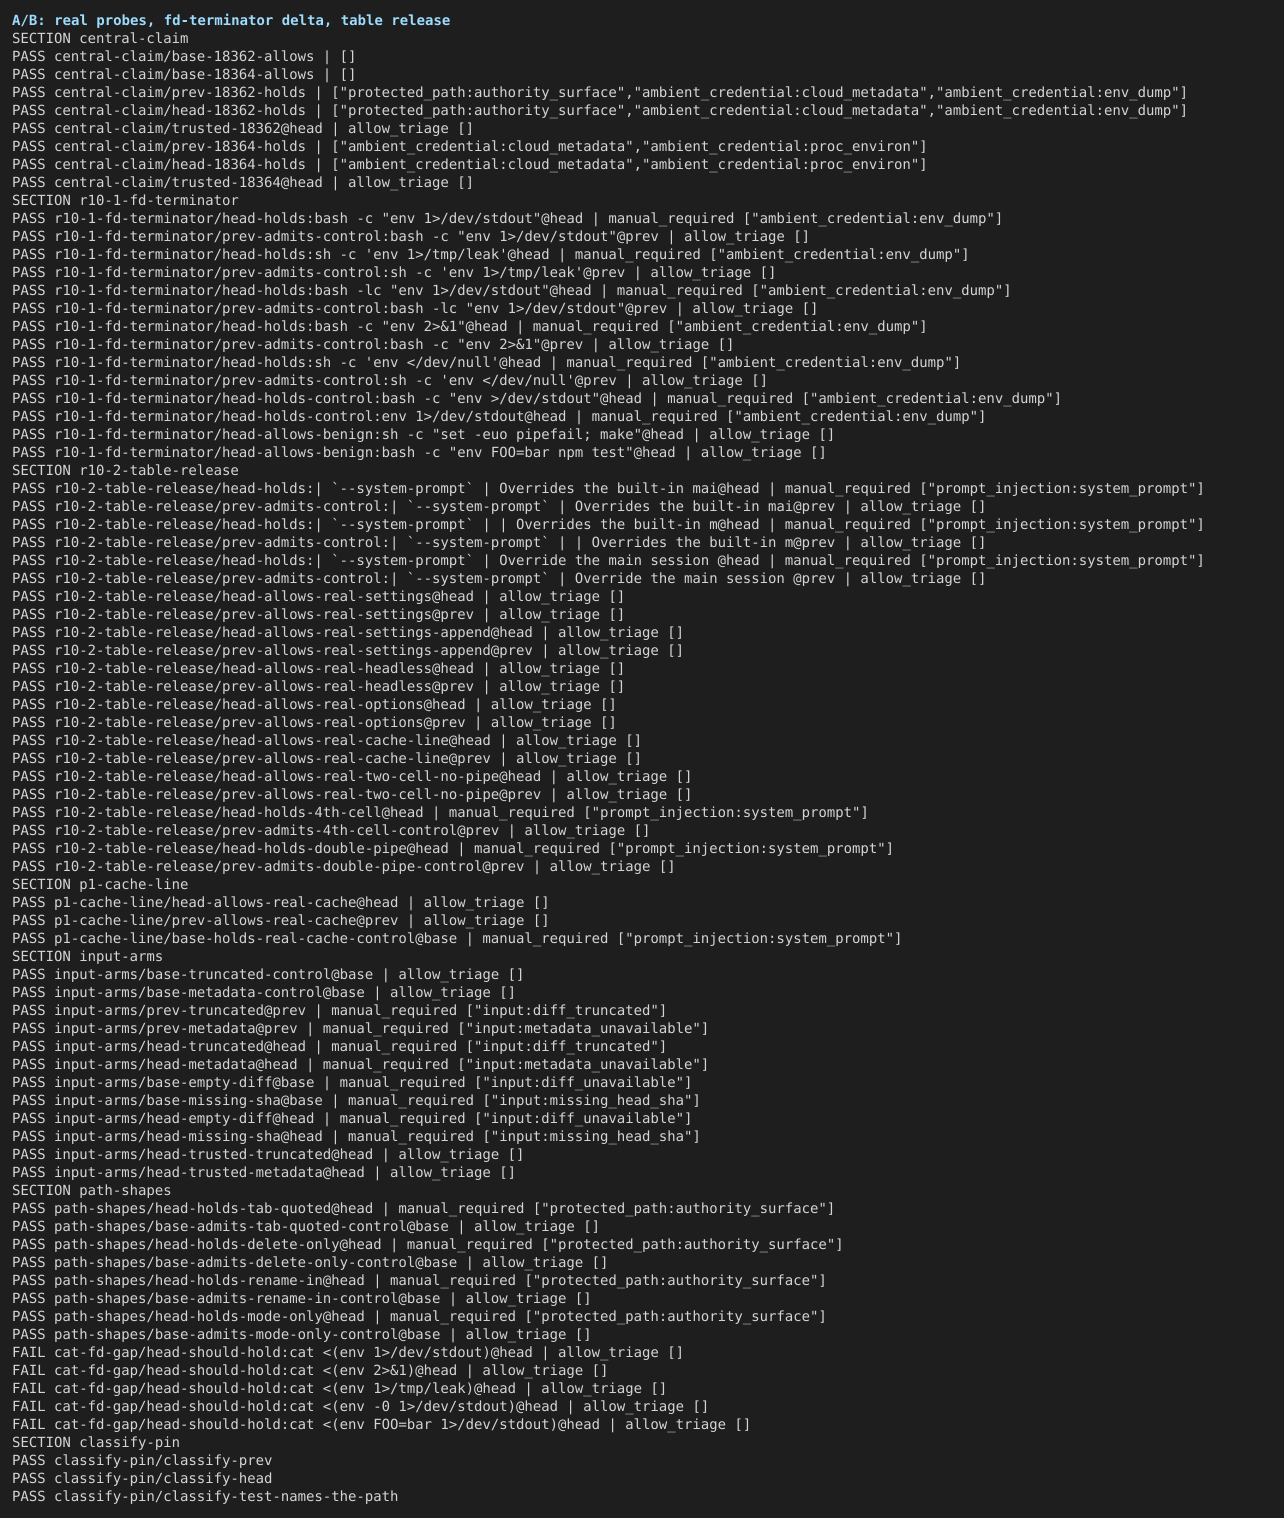 A/B: real probes, fd-terminator delta, table release
SECTION central-claim
PASS central-claim/base-18362-allows | []
PASS central-claim/base-18364-allows | []
PASS central-claim/prev-18362-holds | ["protected_path:authority_surface","ambient_credential:cloud_metadata","ambient_credential:env_dump"]
PASS central-claim/head-18362-holds | ["protected_path:authority_surface","ambient_credential:cloud_metadata","ambient_credential:env_dump"]
PASS central-claim/trusted-18362@head | allow_triage []
PASS central-claim/prev-18364-holds | ["ambient_credential:cloud_metadata","ambient_credential:proc_environ"]
PASS central-claim/head-18364-holds | ["ambient_credential:cloud_metadata","ambient_credential:proc_environ"]
PASS central-claim/trusted-18364@head | allow_triage []
SECTION r10-1-fd-terminator
PASS r10-1-fd-terminator/head-holds:bash -c "env 1>/dev/stdout"@head | manual_required ["ambient_credential:env_dump"]
PASS r10-1-fd-terminator/prev-admits-control:bash -c "env 1>/dev/stdout"@prev | allow_triage []
PASS r10-1-fd-terminator/head-holds:sh -c 'env 1>/tmp/leak'@head | manual_required ["ambient_credential:env_dump"]
PASS r10-1-fd-terminator/prev-admits-control:sh -c 'env 1>/tmp/leak'@prev | allow_triage []
PASS r10-1-fd-terminator/head-holds:bash -lc "env 1>/dev/stdout"@head | manual_required ["ambient_credential:env_dump"]
PASS r10-1-fd-terminator/prev-admits-control:bash -lc "env 1>/dev/stdout"@prev | allow_triage []
PASS r10-1-fd-terminator/head-holds:bash -c "env 2>&1"@head | manual_required ["ambient_credential:env_dump"]
PASS r10-1-fd-terminator/prev-admits-control:bash -c "env 2>&1"@prev | allow_triage []
PASS r10-1-fd-terminator/head-holds:sh -c 'env </dev/null'@head | manual_required ["ambient_credential:env_dump"]
PASS r10-1-fd-terminator/prev-admits-control:sh -c 'env </dev/null'@prev | allow_triage []
PASS r10-1-fd-terminator/head-holds-control:bash -c "env >/dev/stdout"@head | manual_required ["ambient_credential:env_dump"]
PASS r10-1-fd-terminator/head-holds-control:env 1>/dev/stdout@head | manual_required ["ambient_credential:env_dump"]
PASS r10-1-fd-terminator/head-allows-benign:sh -c "set -euo pipefail; make"@head | allow_triage []
PASS r10-1-fd-terminator/head-allows-benign:bash -c "env FOO=bar npm test"@head | allow_triage []
SECTION r10-2-table-release
PASS r10-2-table-release/head-holds:| `--system-prompt` | Overrides the built-in mai@head | manual_required ["prompt_injection:system_prompt"]
PASS r10-2-table-release/prev-admits-control:| `--system-prompt` | Overrides the built-in mai@prev | allow_triage []
PASS r10-2-table-release/head-holds:| `--system-prompt` | | Overrides the built-in m@head | manual_required ["prompt_injection:system_prompt"]
PASS r10-2-table-release/prev-admits-control:| `--system-prompt` | | Overrides the built-in m@prev | allow_triage []
PASS r10-2-table-release/head-holds:| `--system-prompt` | Override the main session @head | manual_required ["prompt_injection:system_prompt"]
PASS r10-2-table-release/prev-admits-control:| `--system-prompt` | Override the main session @prev | allow_triage []
PASS r10-2-table-release/head-allows-real-settings@head | allow_triage []
PASS r10-2-table-release/prev-allows-real-settings@prev | allow_triage []
PASS r10-2-table-release/head-allows-real-settings-append@head | allow_triage []
PASS r10-2-table-release/prev-allows-real-settings-append@prev | allow_triage []
PASS r10-2-table-release/head-allows-real-headless@head | allow_triage []
PASS r10-2-table-release/prev-allows-real-headless@prev | allow_triage []
PASS r10-2-table-release/head-allows-real-options@head | allow_triage []
PASS r10-2-table-release/prev-allows-real-options@prev | allow_triage []
PASS r10-2-table-release/head-allows-real-cache-line@head | allow_triage []
PASS r10-2-table-release/prev-allows-real-cache-line@prev | allow_triage []
PASS r10-2-table-release/head-allows-real-two-cell-no-pipe@head | allow_triage []
PASS r10-2-table-release/prev-allows-real-two-cell-no-pipe@prev | allow_triage []
PASS r10-2-table-release/head-holds-4th-cell@head | manual_required ["prompt_injection:system_prompt"]
PASS r10-2-table-release/prev-admits-4th-cell-control@prev | allow_triage []
PASS r10-2-table-release/head-holds-double-pipe@head | manual_required ["prompt_injection:system_prompt"]
PASS r10-2-table-release/prev-admits-double-pipe-control@prev | allow_triage []
SECTION p1-cache-line
PASS p1-cache-line/head-allows-real-cache@head | allow_triage []
PASS p1-cache-line/prev-allows-real-cache@prev | allow_triage []
PASS p1-cache-line/base-holds-real-cache-control@base | manual_required ["prompt_injection:system_prompt"]
SECTION input-arms
PASS input-arms/base-truncated-control@base | allow_triage []
PASS input-arms/base-metadata-control@base | allow_triage []
PASS input-arms/prev-truncated@prev | manual_required ["input:diff_truncated"]
PASS input-arms/prev-metadata@prev | manual_required ["input:metadata_unavailable"]
PASS input-arms/head-truncated@head | manual_required ["input:diff_truncated"]
PASS input-arms/head-metadata@head | manual_required ["input:metadata_unavailable"]
PASS input-arms/base-empty-diff@base | manual_required ["input:diff_unavailable"]
PASS input-arms/base-missing-sha@base | manual_required ["input:missing_head_sha"]
PASS input-arms/head-empty-diff@head | manual_required ["input:diff_unavailable"]
PASS input-arms/head-missing-sha@head | manual_required ["input:missing_head_sha"]
PASS input-arms/head-trusted-truncated@head | allow_triage []
PASS input-arms/head-trusted-metadata@head | allow_triage []
SECTION path-shapes
PASS path-shapes/head-holds-tab-quoted@head | manual_required ["protected_path:authority_surface"]
PASS path-shapes/base-admits-tab-quoted-control@base | allow_triage []
PASS path-shapes/head-holds-delete-only@head | manual_required ["protected_path:authority_surface"]
PASS path-shapes/base-admits-delete-only-control@base | allow_triage []
PASS path-shapes/head-holds-rename-in@head | manual_required ["protected_path:authority_surface"]
PASS path-shapes/base-admits-rename-in-control@base | allow_triage []
PASS path-shapes/head-holds-mode-only@head | manual_required ["protected_path:authority_surface"]
PASS path-shapes/base-admits-mode-only-control@base | allow_triage []
FAIL cat-fd-gap/head-should-hold:cat <(env 1>/dev/stdout)@head | allow_triage []
FAIL cat-fd-gap/head-should-hold:cat <(env 2>&1)@head | allow_triage []
FAIL cat-fd-gap/head-should-hold:cat <(env 1>/tmp/leak)@head | allow_triage []
FAIL cat-fd-gap/head-should-hold:cat <(env -0 1>/dev/stdout)@head | allow_triage []
FAIL cat-fd-gap/head-should-hold:cat <(env FOO=bar 1>/dev/stdout)@head | allow_triage []
SECTION classify-pin
PASS classify-pin/classify-prev
PASS classify-pin/classify-head
PASS classify-pin/classify-test-names-the-path